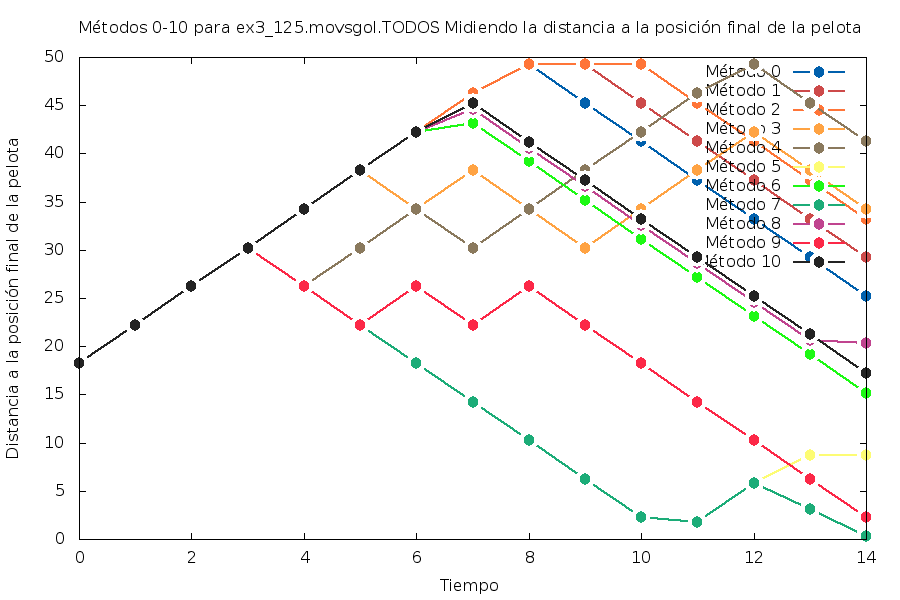 Métodos 0-10 para ex3_125.movsgol.TODOS Midiendo la distancia a la posición final de la pelota
Distancia a la posición final de la pelota
50
45
40
35
30
25
20
15
10
5
0
Método 0
Método 1
Método 2
Método 3
Método 4
Método 5
Método 6
Método 7
Método 8
Método 9
létodo 10
0
2
4
6
8
10
12
14
Tiempo